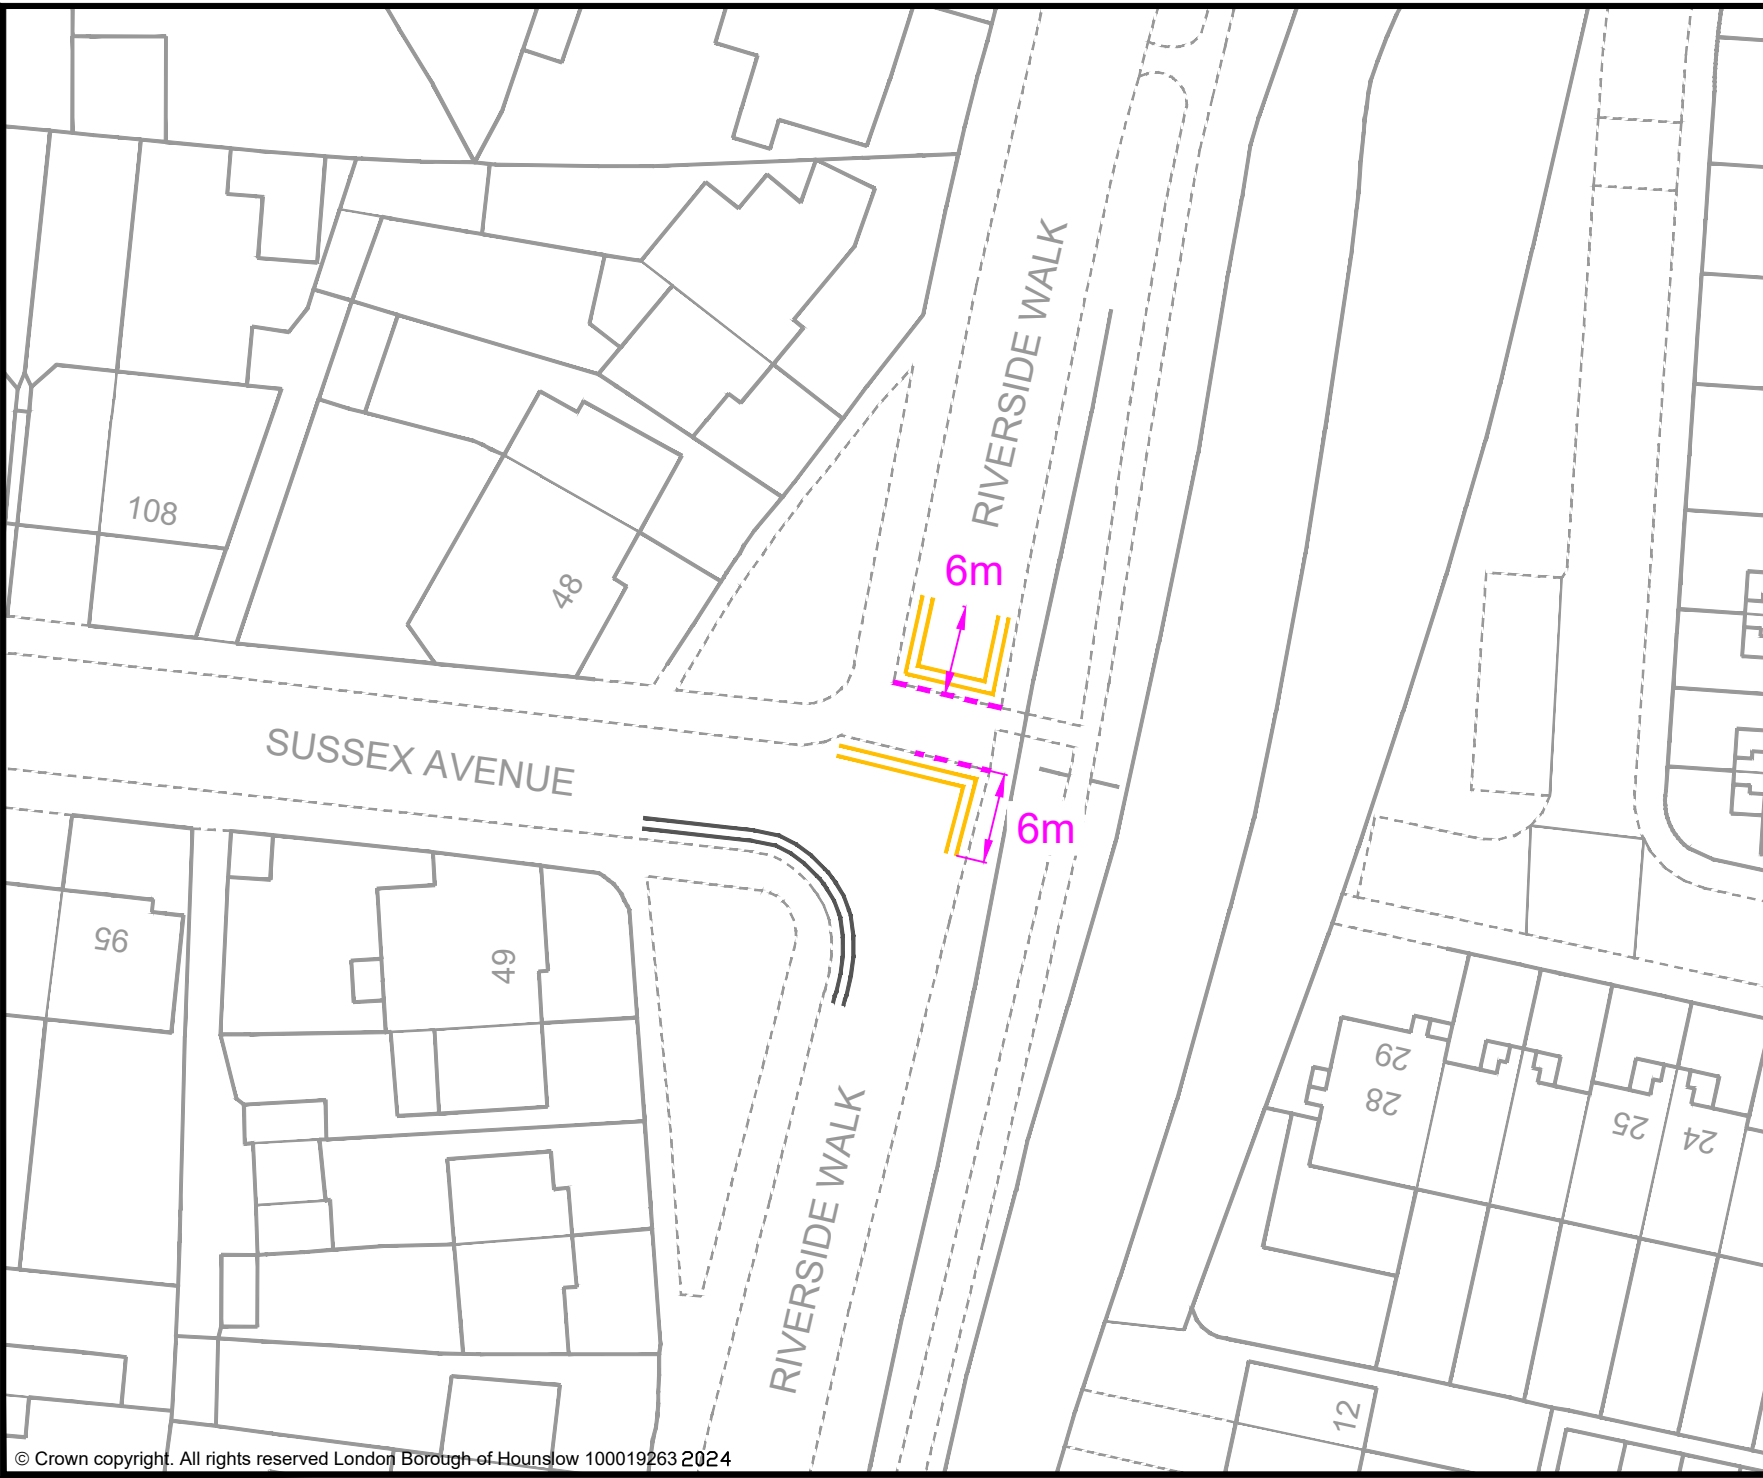 RIVERSIDE WALK
108
48
6m
SUSSEX AVENUE
6m
95
49
29
28
25
24
RIVERSIDE WALK
12
© Crown copyright. All rights reserved London Borough of Hounslow 100019263 2024